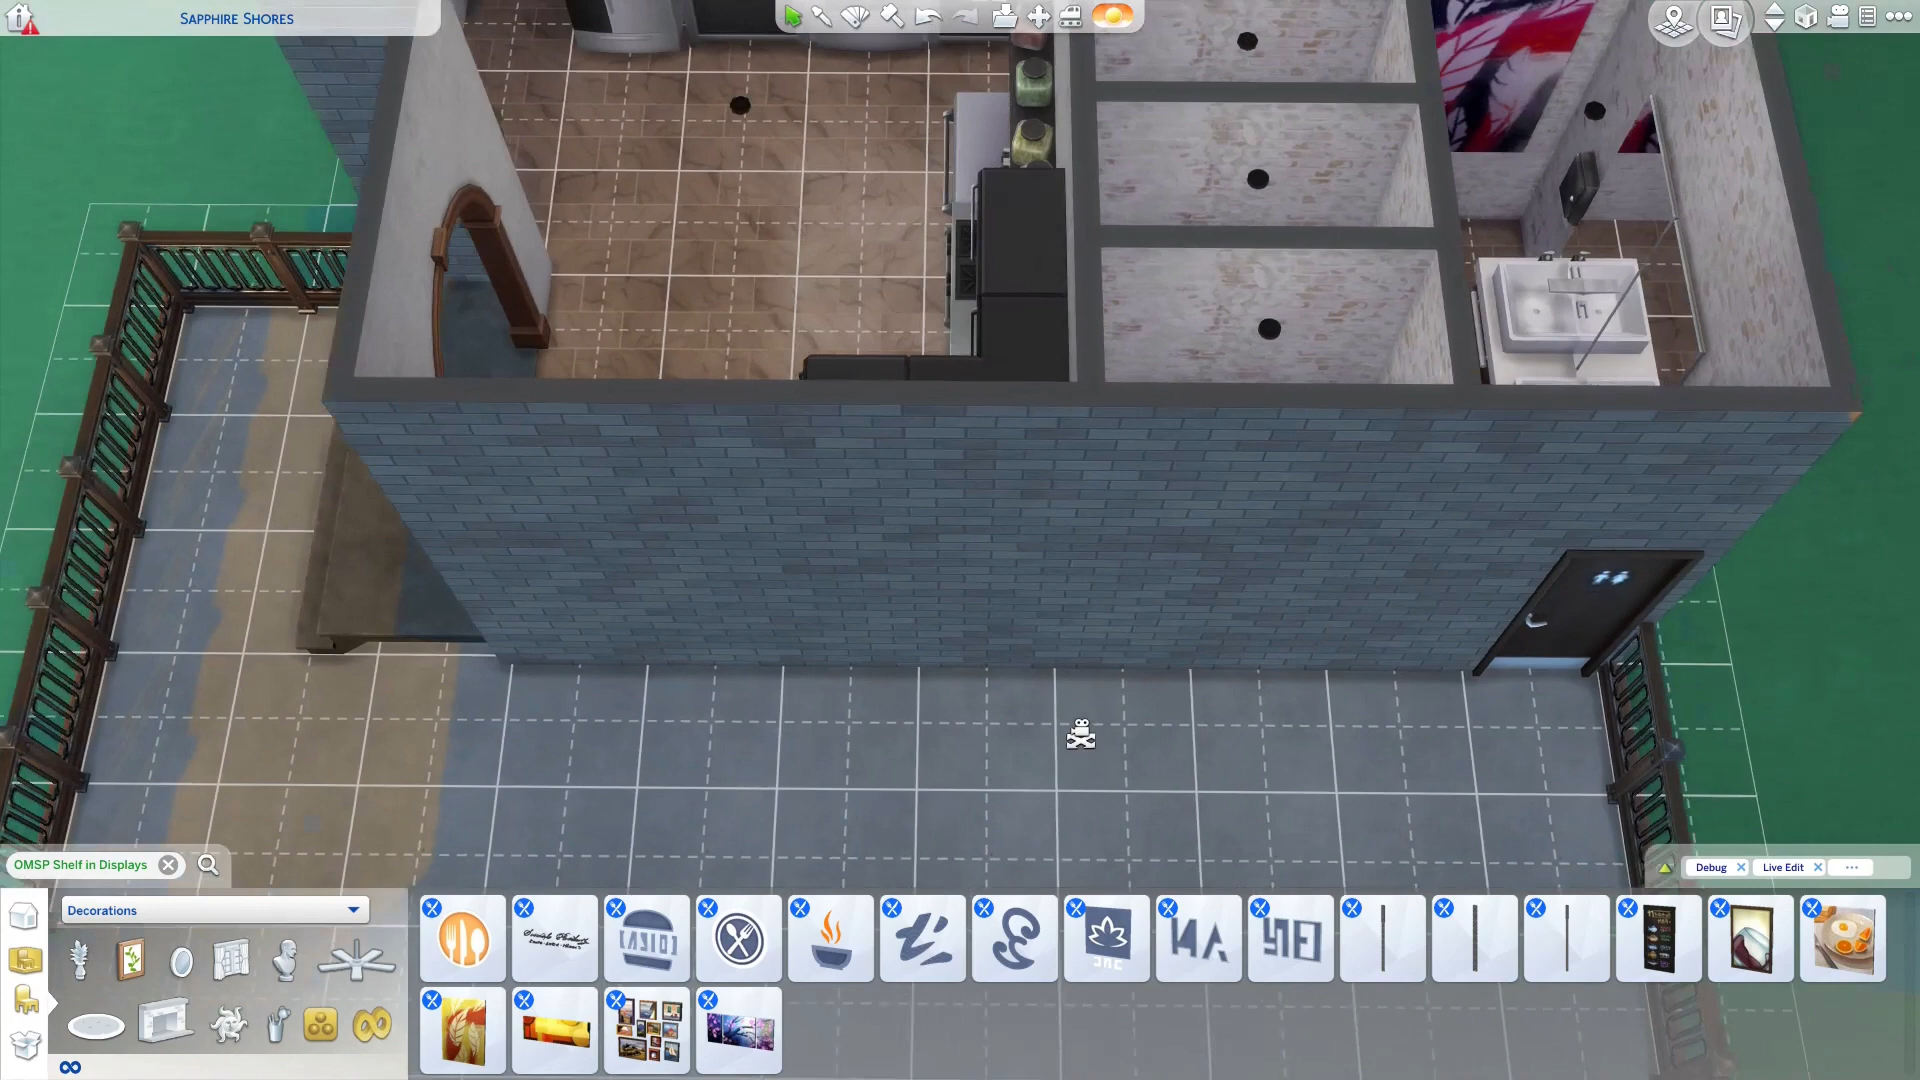 SAPPHIRE SHORES
OMSP Shelf in Displays
Debug
Live Edit
Decorations